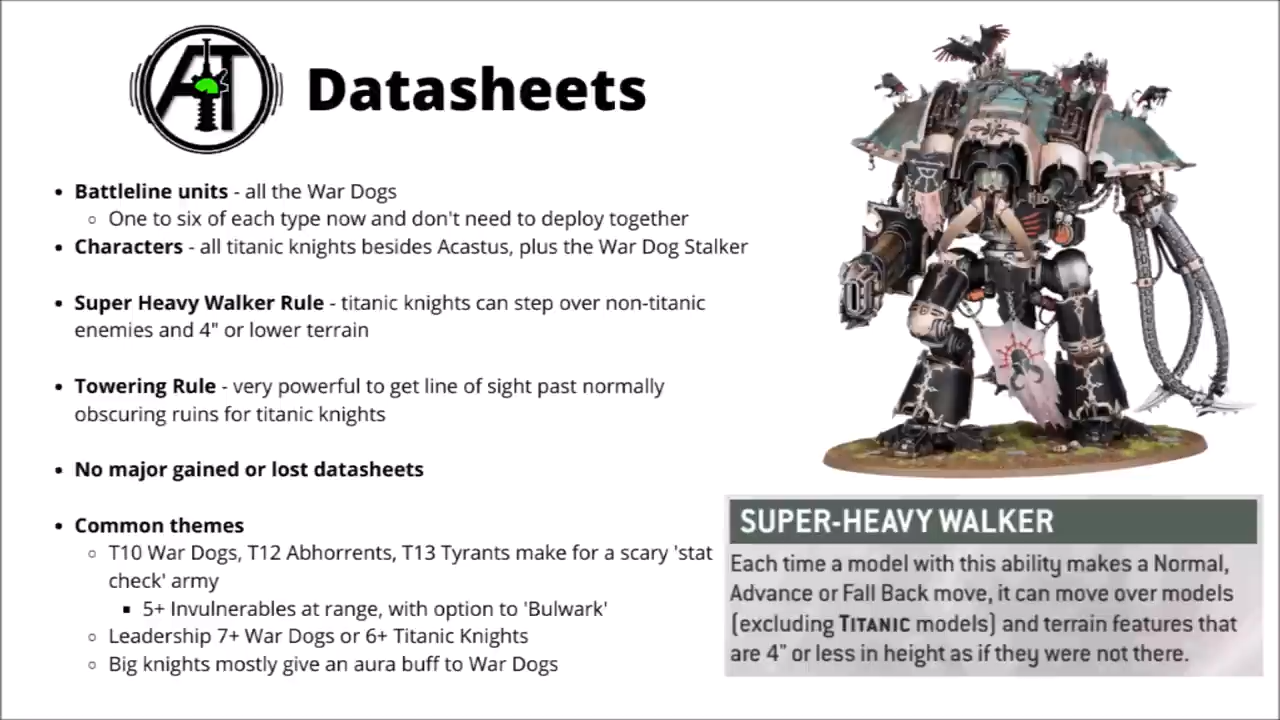 AT
Datasheets
• Battleline units - all the War Dogs
○ One to six of each type now and don't need to deploy together
• Characters - all titanic knights besides Acastus, plus the War Dog Stalker
• Super Heavy Walker Rule - titanic knights can step over non-titanic
enemies and 4" or lower terrain
• Towering Rule - very powerful to get line of sight past normally
obscuring ruins for titanic knights
• No major gained or lost datasheets
• Common themes
○ T10 War Dogs, T12 Abhorrents, T13 Tyrants make for a scary 'stat
check' army
▪ 5+ Invulnerables at range, with option to 'Bulwark'
○ Leadership 7+ War Dogs or 6+ Titanic Knights
○ Big knights mostly give an aura buff to War Dogs
SUPER-HEAVY WALKER
Each time a model with this ability makes a Normal,
Advance or Fall Back move, it can move over models
(excluding TITANIC models) and terrain features that
are 4" or less in height as if they were not there.